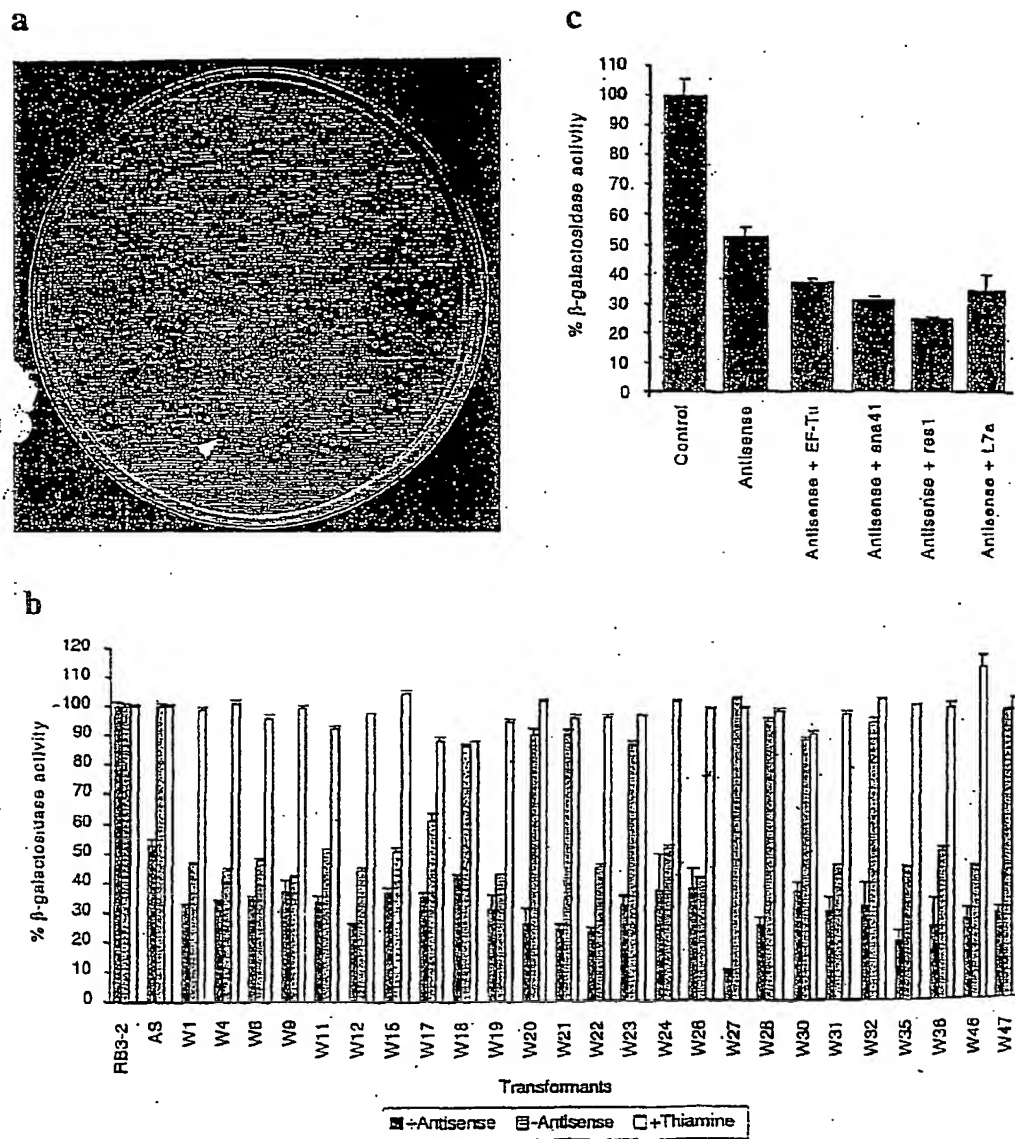 a
c
110
100
90
80
70
60
50
40
30
20
10
0
% β-galactosidase activity
Control
Antisense
Antisense + EF-Tu
Antisense + ana41
Antisense + res1
Antisense + L7a
b
120
110
100
90
80
70
60
50
40
30
20
10
0
% β-galactosidase activity
RB3-2
AS
W1
W4
W8
W9
W11
W12
W15
W17
W18
W19
W20
W21
W22
W23
W24
W26
W27
W28
W30
W31
W32
W35
W36
W46
W47
Transformants
+Antisense -Antisense +Thiamine